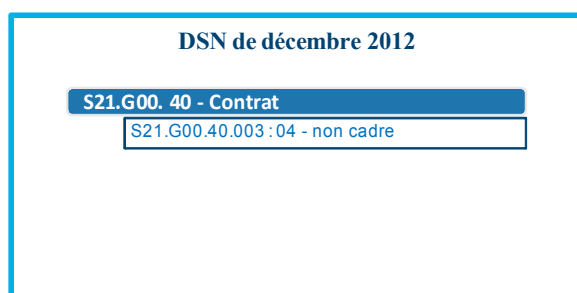 DSN de décembre 2012
S21.G00. 40 - Contrat
S21.G00.40.003 : 04 - non cadre